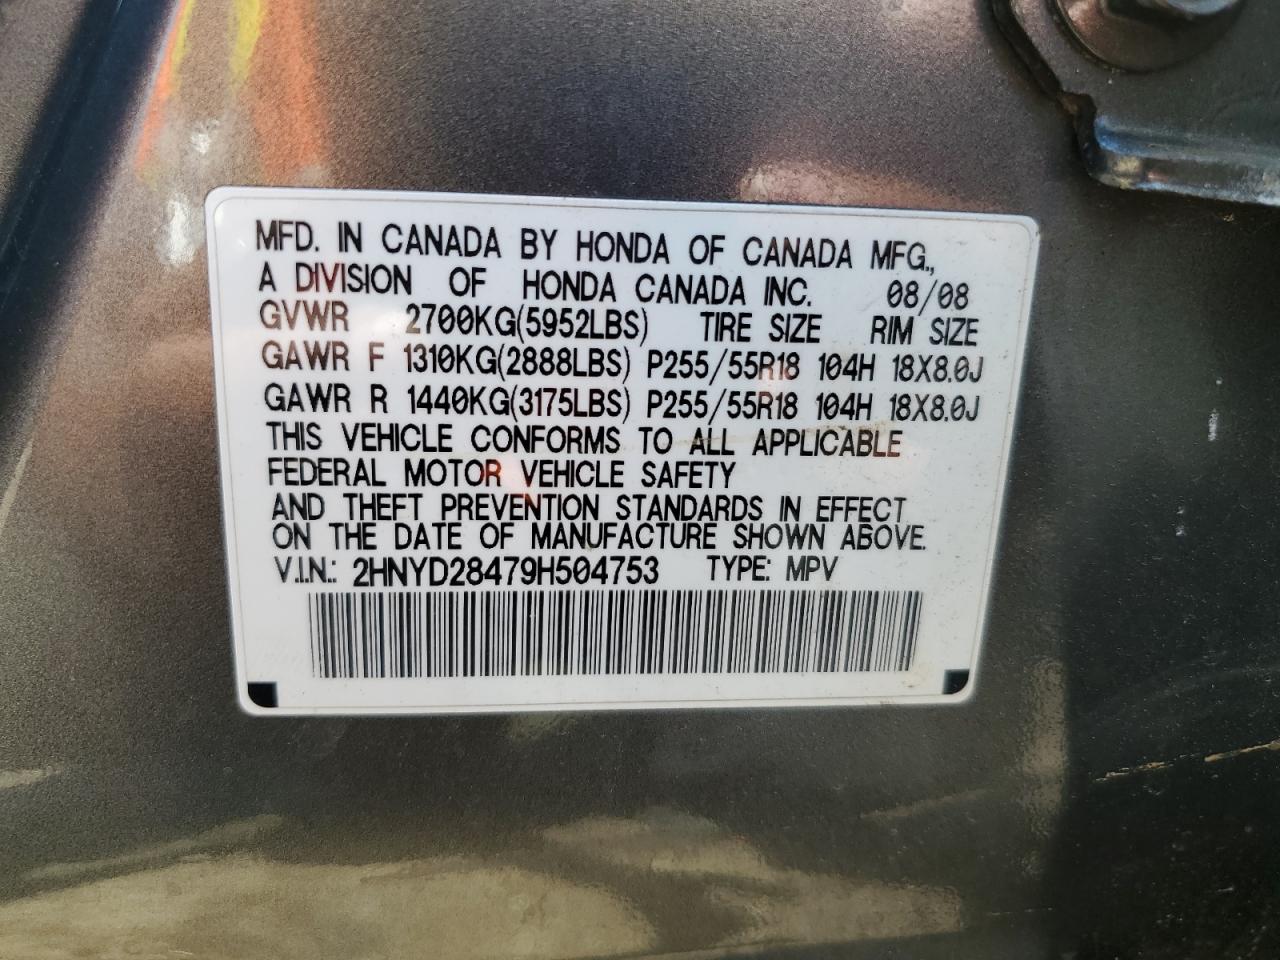 MFD. IN CANADA BY HONDA OF CANADA MFG.,
A DIVISION OF HONDA CANADA INC. 08/08
GVWR 2700KG(5952LBS) TIRE SIZE RIM SIZE
GAWR F 1310KG(2888LBS) P255/55R18 104H 18X8.0J
GAWR R 1440KG(3175LBS) P255/55R18 104H 18X8.0J
THIS VEHICLE CONFORMS TO ALL APPLICABLE
FEDERAL MOTOR VEHICLE SAFETY
AND THEFT PREVENTION STANDARDS IN EFFECT
ON THE DATE OF MANUFACTURE SHOWN ABOVE.
V.I.N.: 2HNYD28479H504753 TYPE: MPV